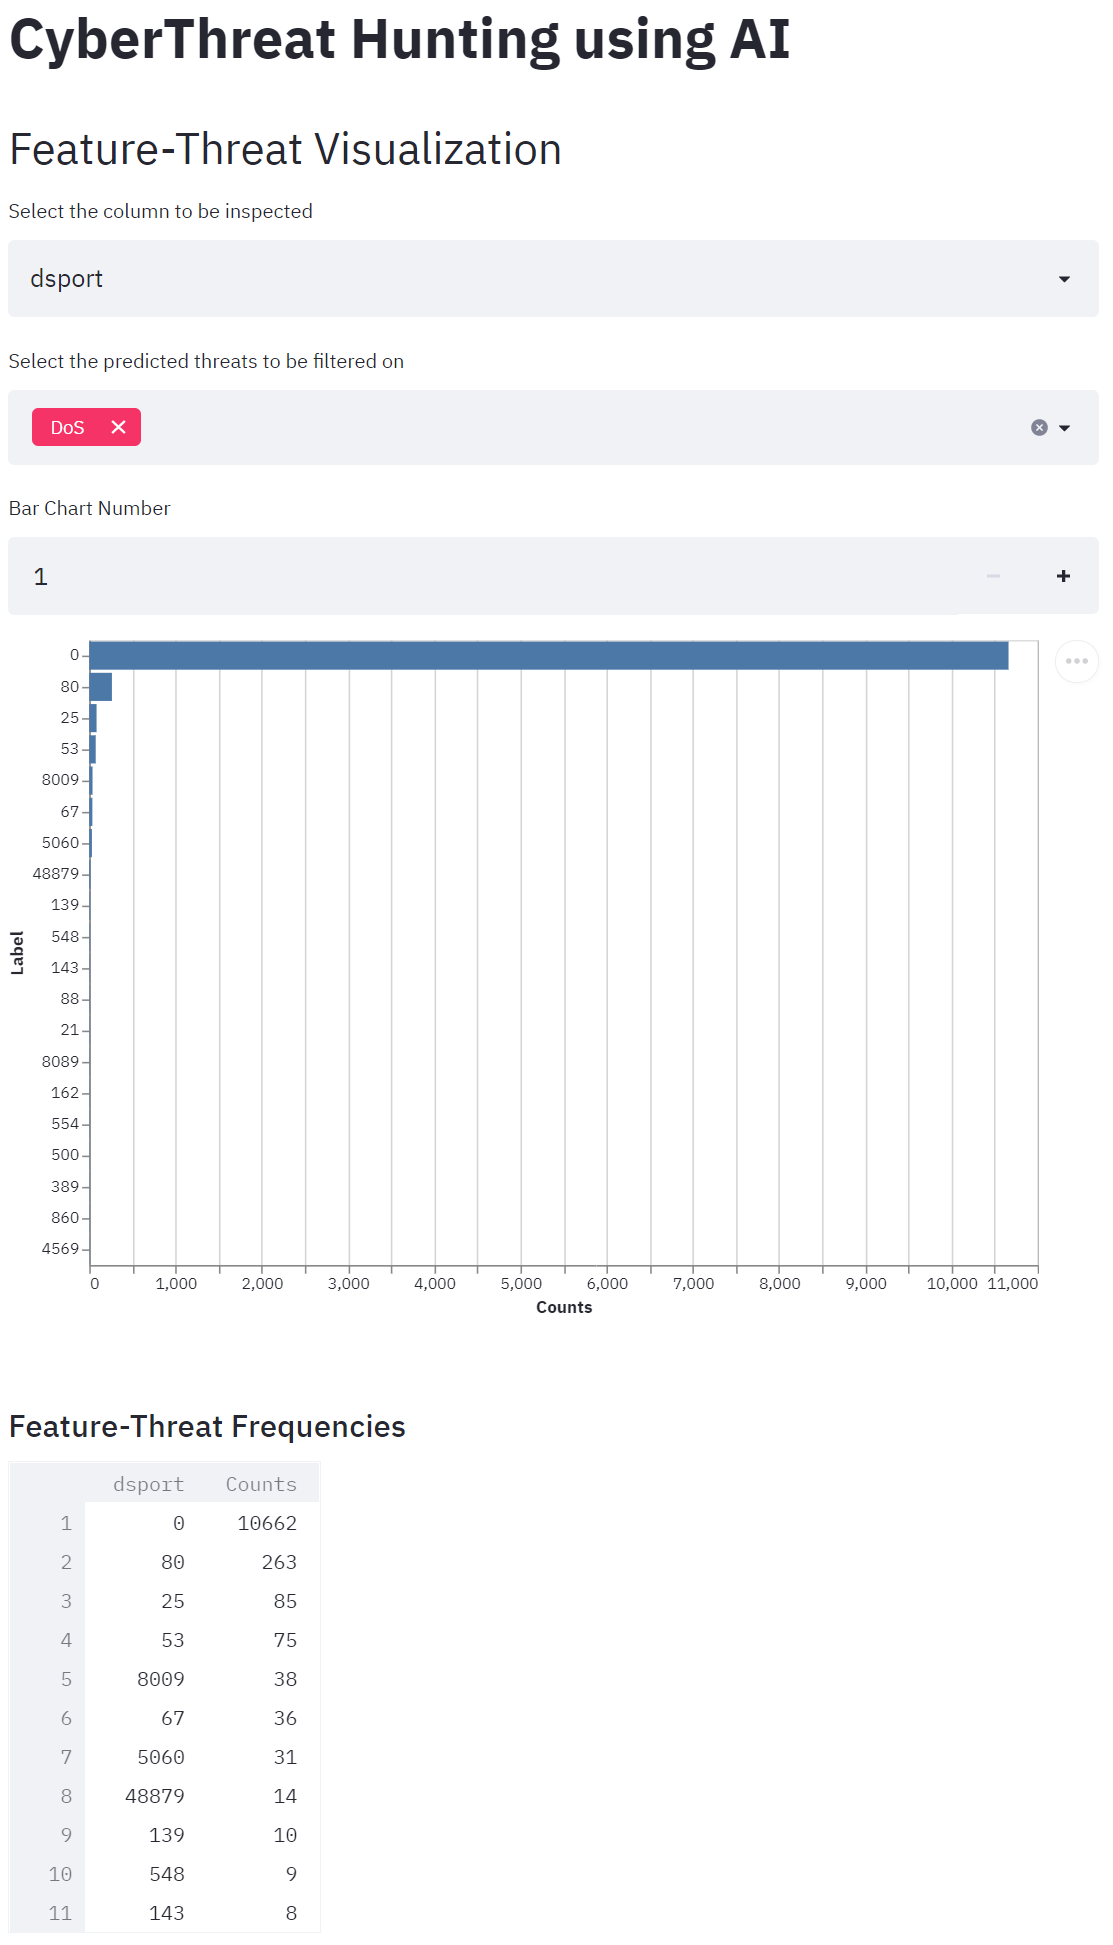 CyberThreat Hunting using AI
Feature-Threat Visualization
Select the column to be inspected
dsport
Select the predicted threats to be filtered on
DoS
Bar Chart Number
1
0
80
25
53
8009
67
5060
48879
139
548
143
88
21
8089
162
554
500
389
860
4569
Label
0 1,000 2,000 3,000 4,000 5,000 6,000 7,000 8,000 9,000 10,000 11,000
Counts
Feature-Threat Frequencies
dsport Counts
1 0 10662
2 80 263
3 25 85
4 53 75
5 8009 38
6 67 36
7 5060 31
8 48879 14
9 139 10
10 548 9
11 143 8